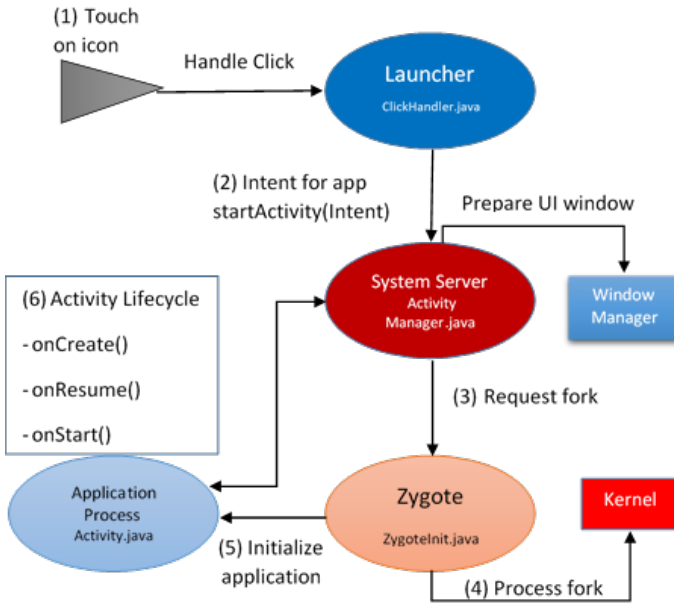 (1) Touch
on icon
Handle Click
Launcher
ClickHandler.java
(2) Intent for app
startActivity(Intent)
Prepare UI window
System Server
Activity
Manager.java
Window
Manager
(6) Activity Lifecycle
- onCreate()
- onResume()
- onStart()
(3) Request fork
Application
Process
Activity.java
Zygote
ZygoteInit.java
Kernel
(5) Initialize
application
(4) Process fork